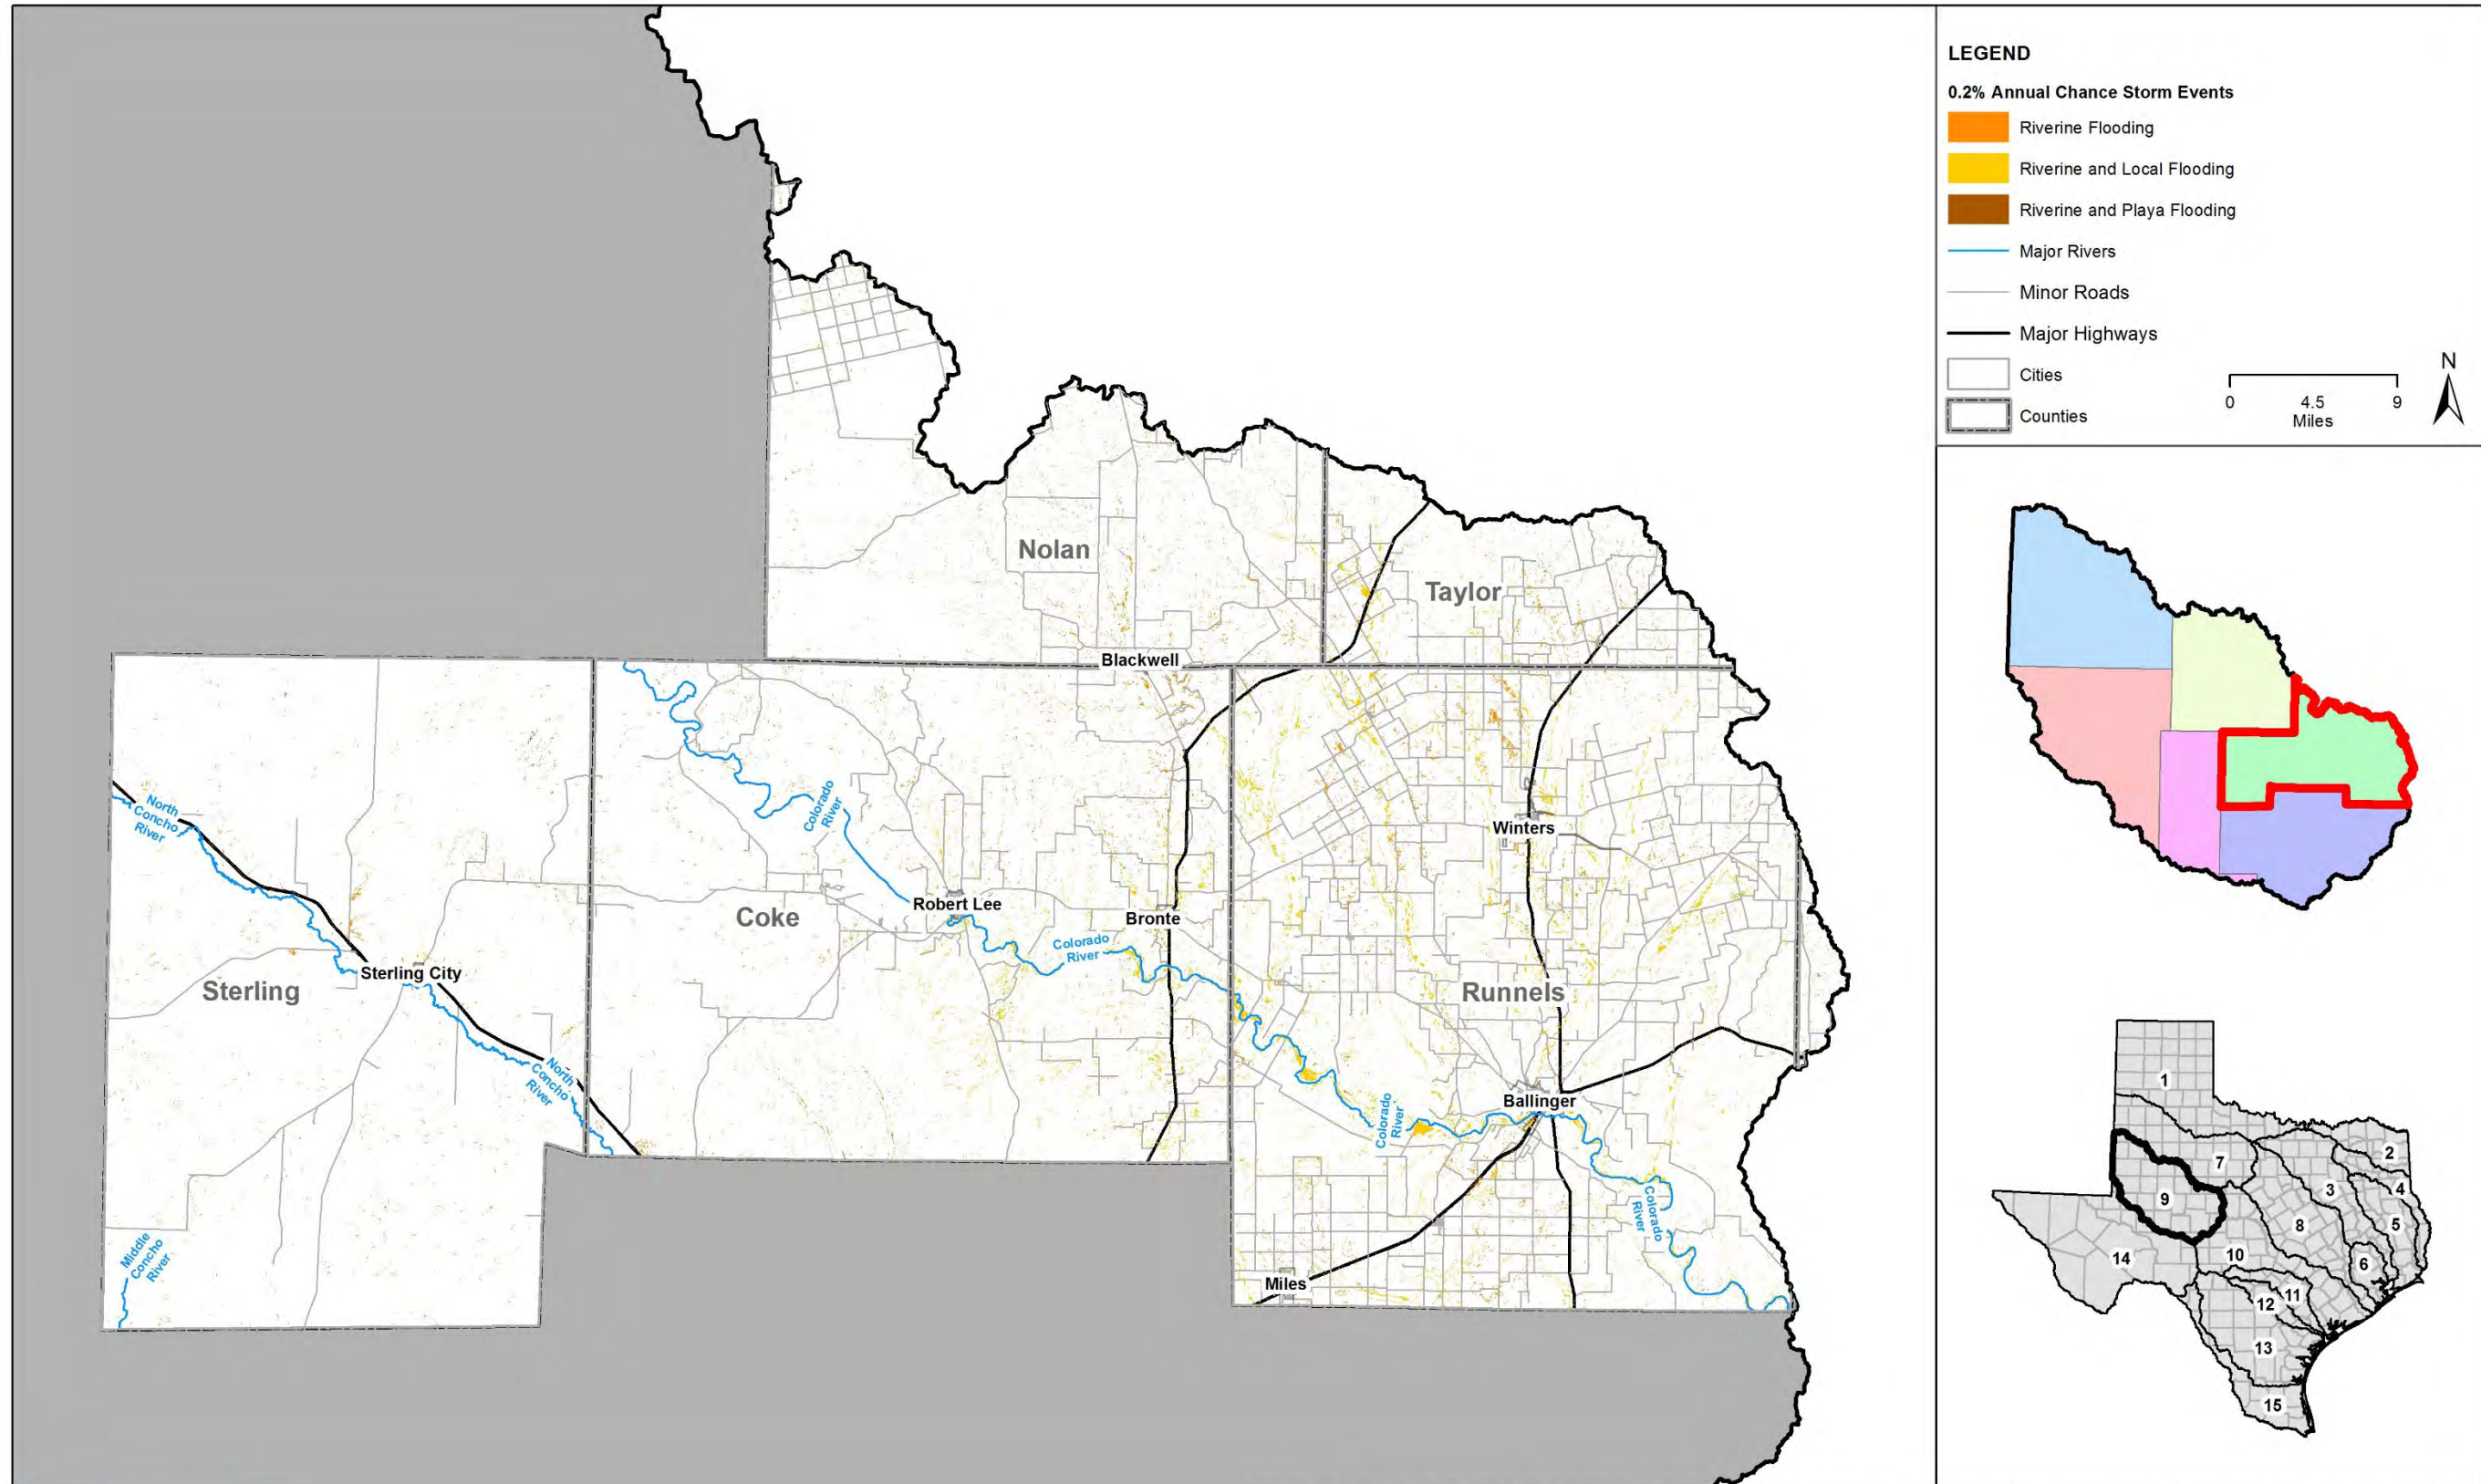 LEGEND
0.2% Annual Chance Storm Events
Riverine Flooding
Riverine and Local Flooding
Riverine and Playa Flooding
Major Rivers
Minor Roads
Major Highways
Cities
Counties
N
0
4.5
9
Miles
Nolan
Taylor
Blackwell
North
Concho
River
Colorado
River
Winters
Robert Lee
Coke
Bronte
Colorado
River
Sterling City
Sterling
Runnels
North
Concho
River
Ballinger
Colorado
River
Colorado
River
Middle
Concho
River
Miles
1
2
7
3
4
9
5
8
10
14
6
11
12
13
15